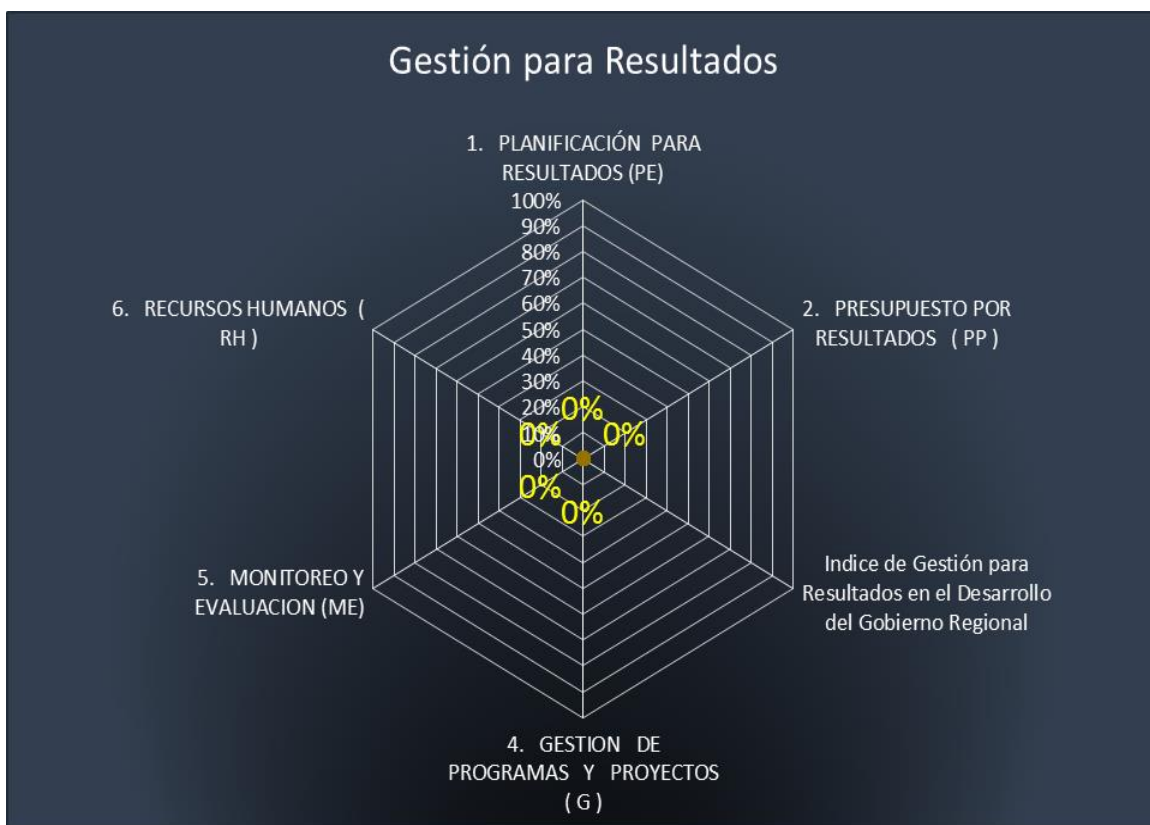 Gestión para Resultados
1. PLANIFICACIÓN PARA
RESULTADOS (PE)
100%
90%
80%
70%
60%
50%
40%
30%
20%
10%
0%
0%
0%
0%
0%
0%
2. PRESUPUESTO POR
RESULTADOS ( PP )
Indice de Gestión para
Resultados en el Desarrollo
del Gobierno Regional
4. GESTION DE
PROGRAMAS Y PROYECTOS
( G )
5. MONITOREO Y
EVALUACION (ME)
6. RECURSOS HUMANOS (
RH )